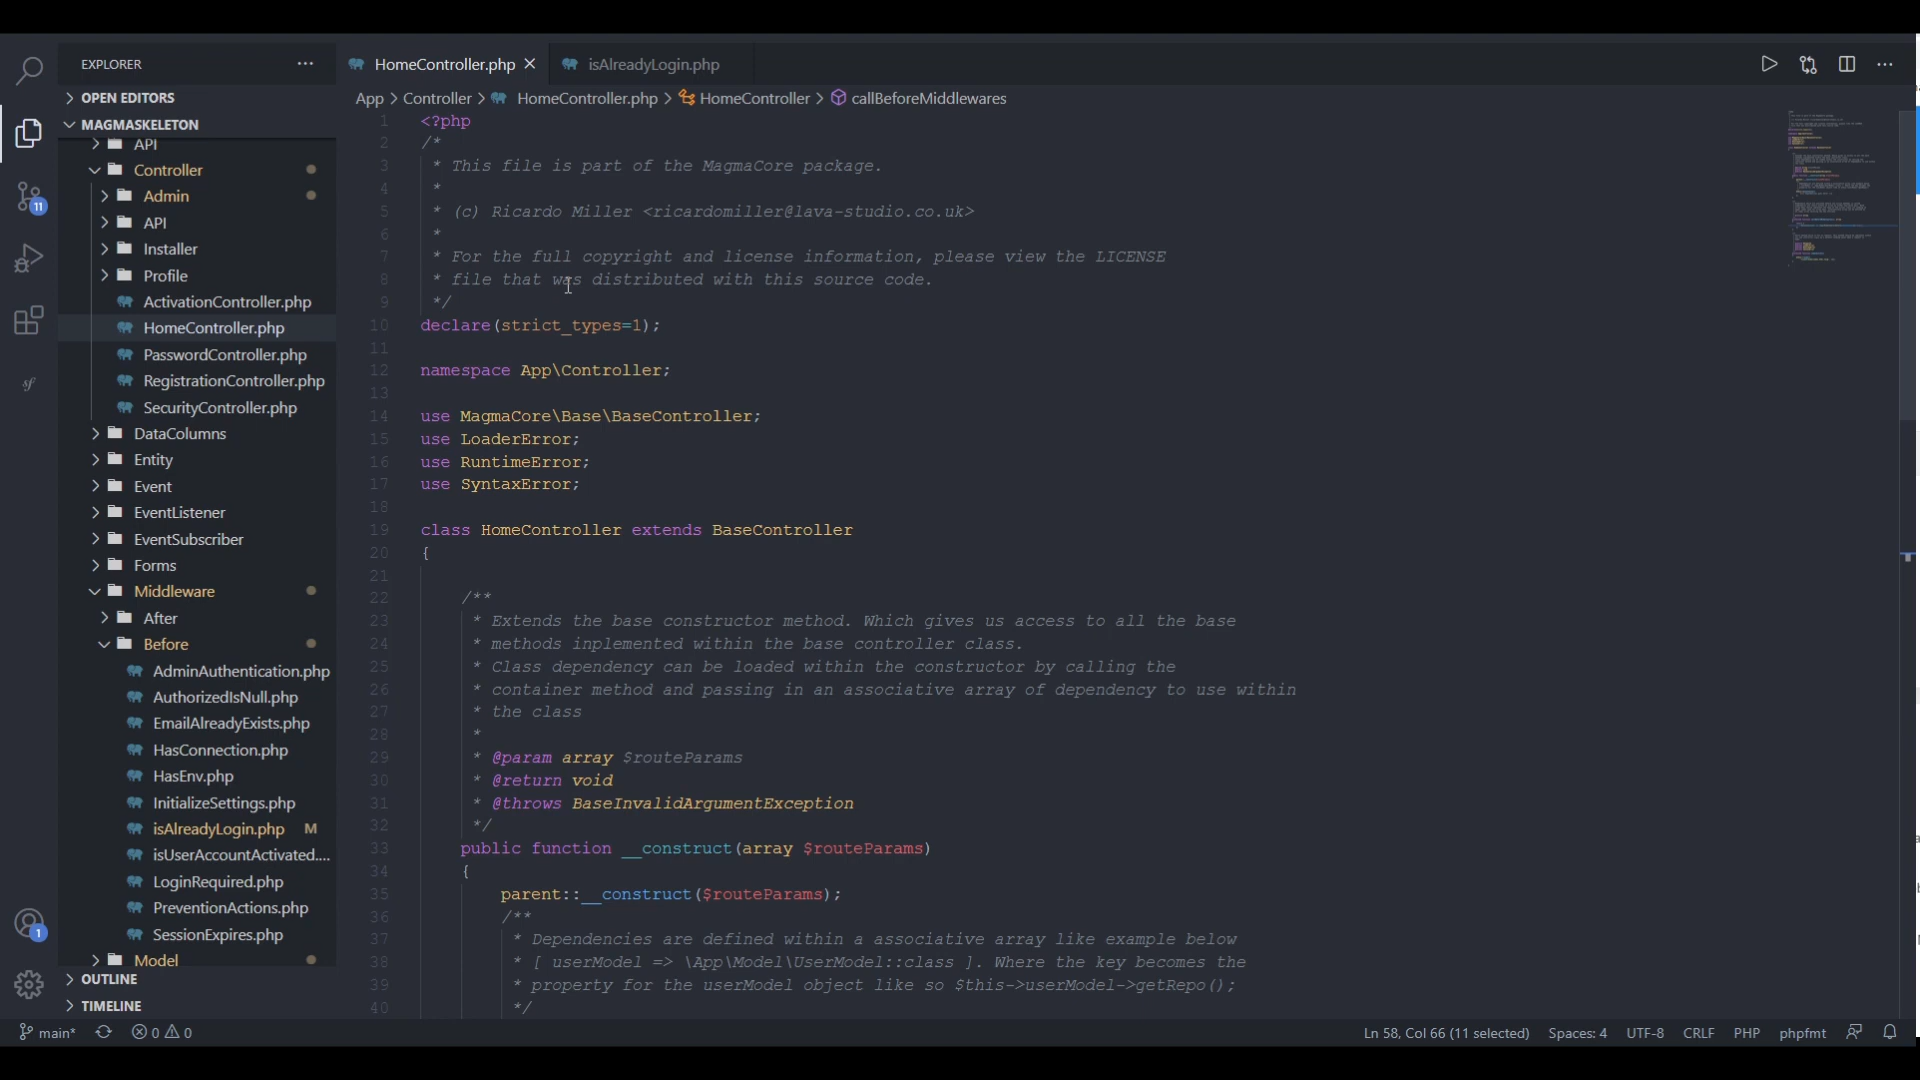 EXPLORER
OPEN EDITORS
MAGMASKELETON
API
Controller
Admin
API
Installer
Profile
ActivationController.php
HomeController.php
PasswordController.php
RegistrationController.php
SecurityController.php
DataColumns
Entity
Event
EventListener
EventSubscriber
Forms
Middleware
After
Before
AdminAuthentication.php
AuthorizedIsNull.php
EmailAlreadyExists.php
HasConnection.php
HasEnv.php
InitializeSettings.php
isAlreadyLogin.php M
isUserAccountActivated....
LoginRequired.php
PreventionActions.php
SessionExpires.php
Model
OUTLINE
TIMELINE
11
sf
1
HomeController.php isAlreadyLogin.php
App > Controller > HomeController.php > HomeController > callBeforeMiddlewares
1 <?php
2 /*
3 * This file is part of the MagmaCore package.
4 *
5 * (c) Ricardo Miller <ricardomiller@lava-studio.co.uk>
6 *
7 * For the full copyright and license information, please view the LICENSE
8 * file that was distributed with this source code.
9 */
10 declare(strict_types=1);
11
12 namespace App\Controller;
13
14 use MagmaCore\Base\BaseController;
15 use LoaderError;
16 use RuntimeError;
17 use SyntaxError;
18
19 class HomeController extends BaseController
20 {
21
22 /**
23 * Extends the base constructor method. Which gives us access to all the base
24 * methods inplemented within the base controller class.
25 * Class dependency can be loaded within the constructor by calling the
26 * container method and passing in an associative array of dependency to use within
27 * the class
28 *
29 * @param array $routeParams
30 * @return void
31 * @throws BaseInvalidArgumentException
32 */
33 public function __construct(array $routeParams)
34 {
35 parent::__construct($routeParams);
36 /**
37 * Dependencies are defined within a associative array like example below
38 * [ userModel => \App\Model\UserModel::class ]. Where the key becomes the
39 * property for the userModel object like so $this->userModel->getRepo();
40 */
main* 0 0 Ln 58, Col 66 (11 selected) Spaces: 4 UTF-8 CRLF PHP phpfmt